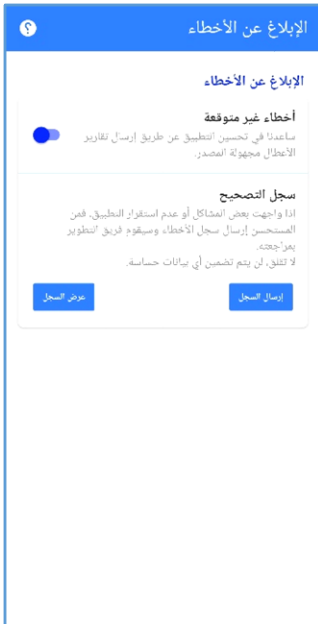 الإبلاغ عن الأخطاء ؟
الإبلاغ عن الأخطاء
أخطاء غير متوقعة
ساعدنا في تحسين التطبيق عن طريق إرسال تقارير
الأعطال مجهولة المصدر.
سجل التصحيح
اذا واجهت بعض المشاكل أو عدم استقرار التطبيق، فمن
المستحسن إرسال سجل الأخطاء وسيقوم فريق التطوير
بمراجعته.
لا تقلق، لن يتم تضمين أي بيانات حساسة.
إرسال السجل عرض السجل